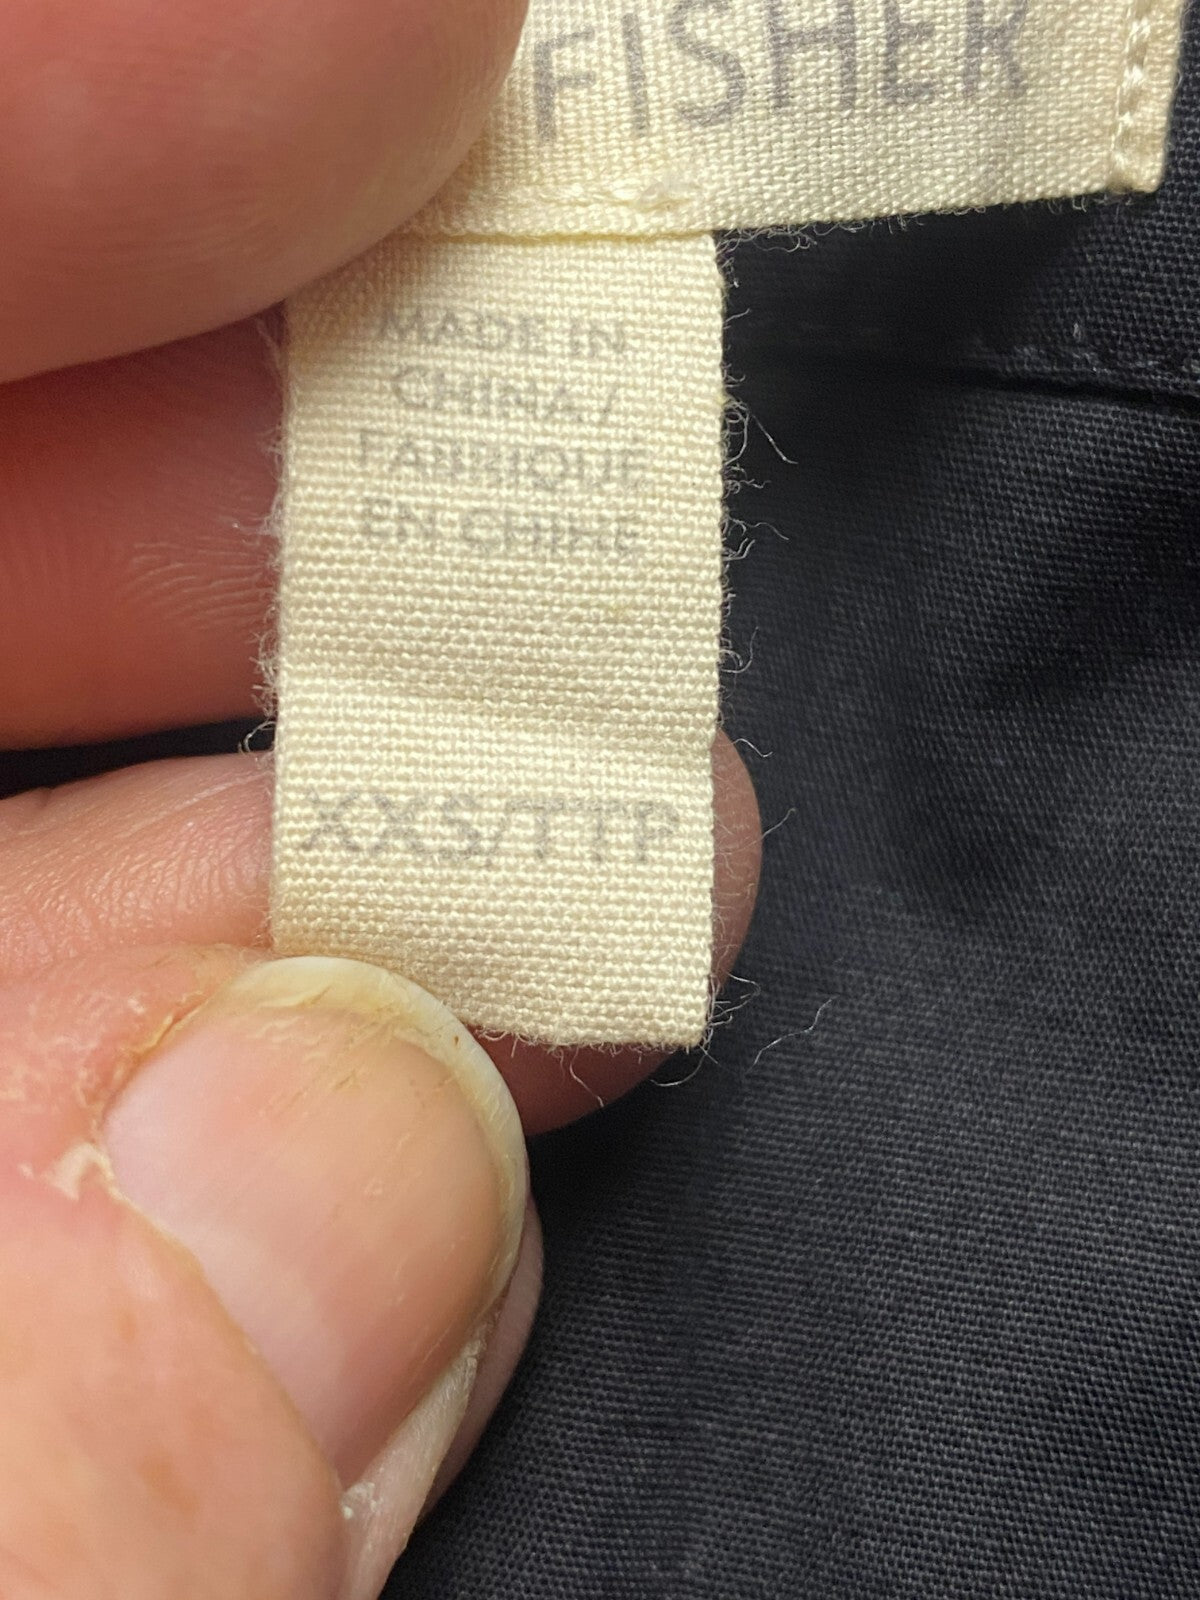 FISHER
MADE IN
CHINA/
FABRIQUÉ
EN CHINE
XXS/TTP